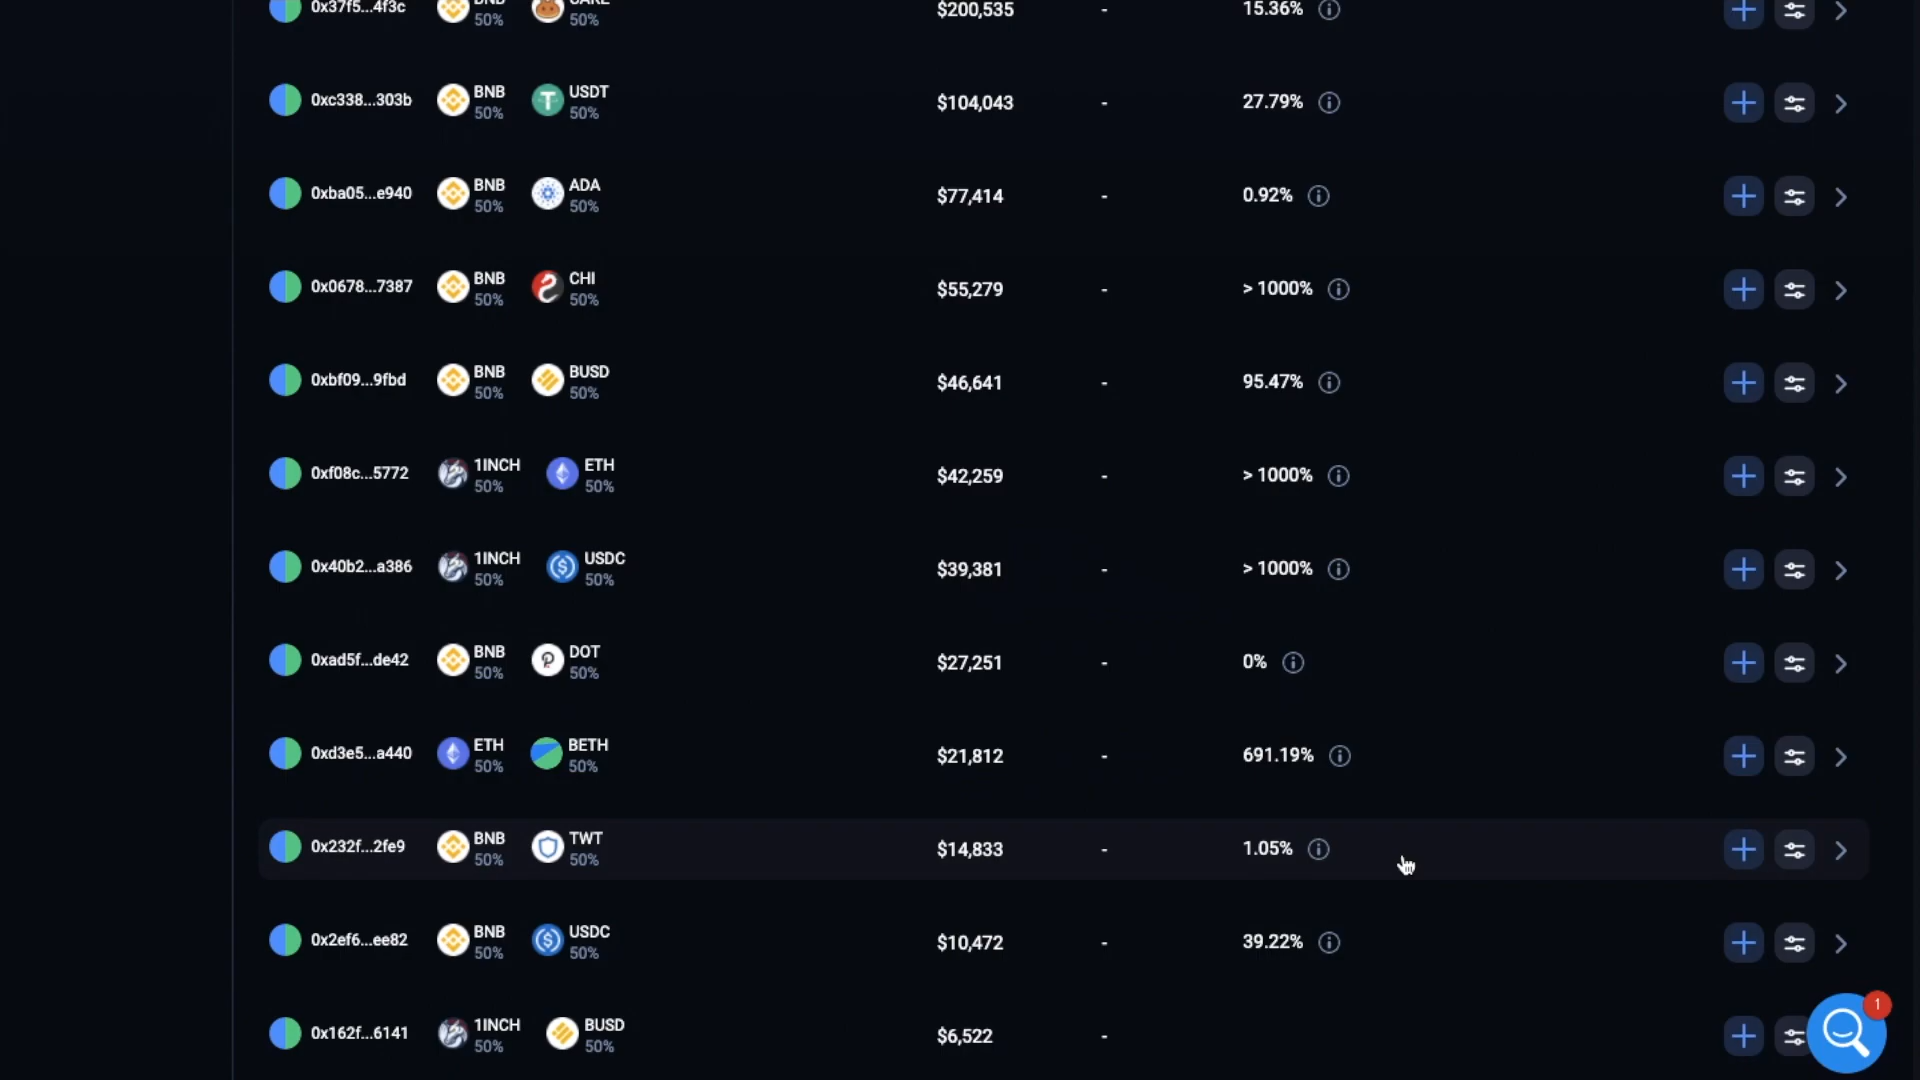 0x37f5...4f3c BNB CAKE $200,535 - 15.36%
50% 50%
0xc338...303b BNB USDT $104,043 - 27.79%
50% 50%
0xba05...e940 BNB ADA $77,414 - 0.92%
50% 50%
0x0678...7387 BNB CHI $55,279 - > 1000%
50% 50%
0xbf09...9fbd BNB BUSD $46,641 - 95.47%
50% 50%
0xf08c...5772 1INCH ETH $42,259 - > 1000%
50% 50%
0x40b2...a386 1INCH USDC $39,381 - > 1000%
50% 50%
0xad5f...de42 BNB DOT $27,251 - 0%
50% 50%
0xd3e5...a440 ETH BETH $21,812 - 691.19%
50% 50%
0x232f...2fe9 BNB TWT $14,833 - 1.05%
50% 50%
0x2ef6...ee82 BNB USDC $10,472 - 39.22%
50% 50%
1
0x162f...6141 1INCH BUSD $6,522 -
50% 50%